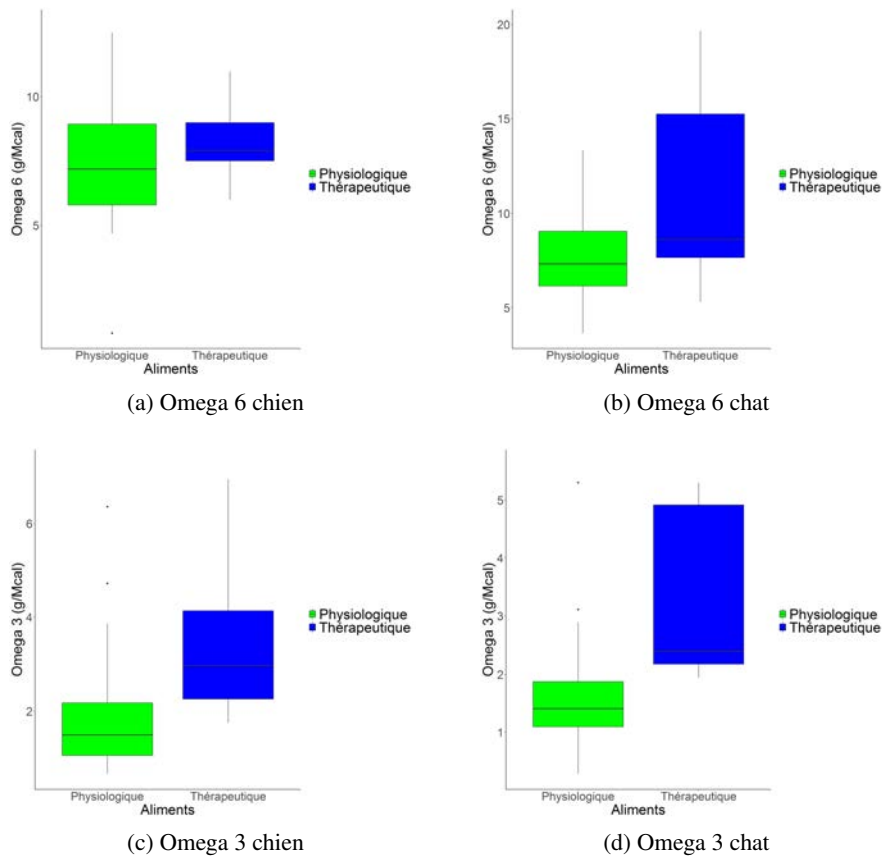 10
5
Omega 6 (g/Mcal)
Physiologique
Thérapeutique
Physiologique Thérapeutique
Aliments
(a) Omega 6 chien
20
15
10
5
Omega 6 (g/Mcal)
Physiologique
Thérapeutique
Physiologique Thérapeutique
Aliments
(b) Omega 6 chat
6
4
2
Omega 3 (g/Mcal)
Physiologique
Thérapeutique
Physiologique Thérapeutique
Aliments
(c) Omega 3 chien
5
4
3
2
1
Omega 3 (g/Mcal)
Physiologique
Thérapeutique
Physiologique Thérapeutique
Aliments
(d) Omega 3 chat